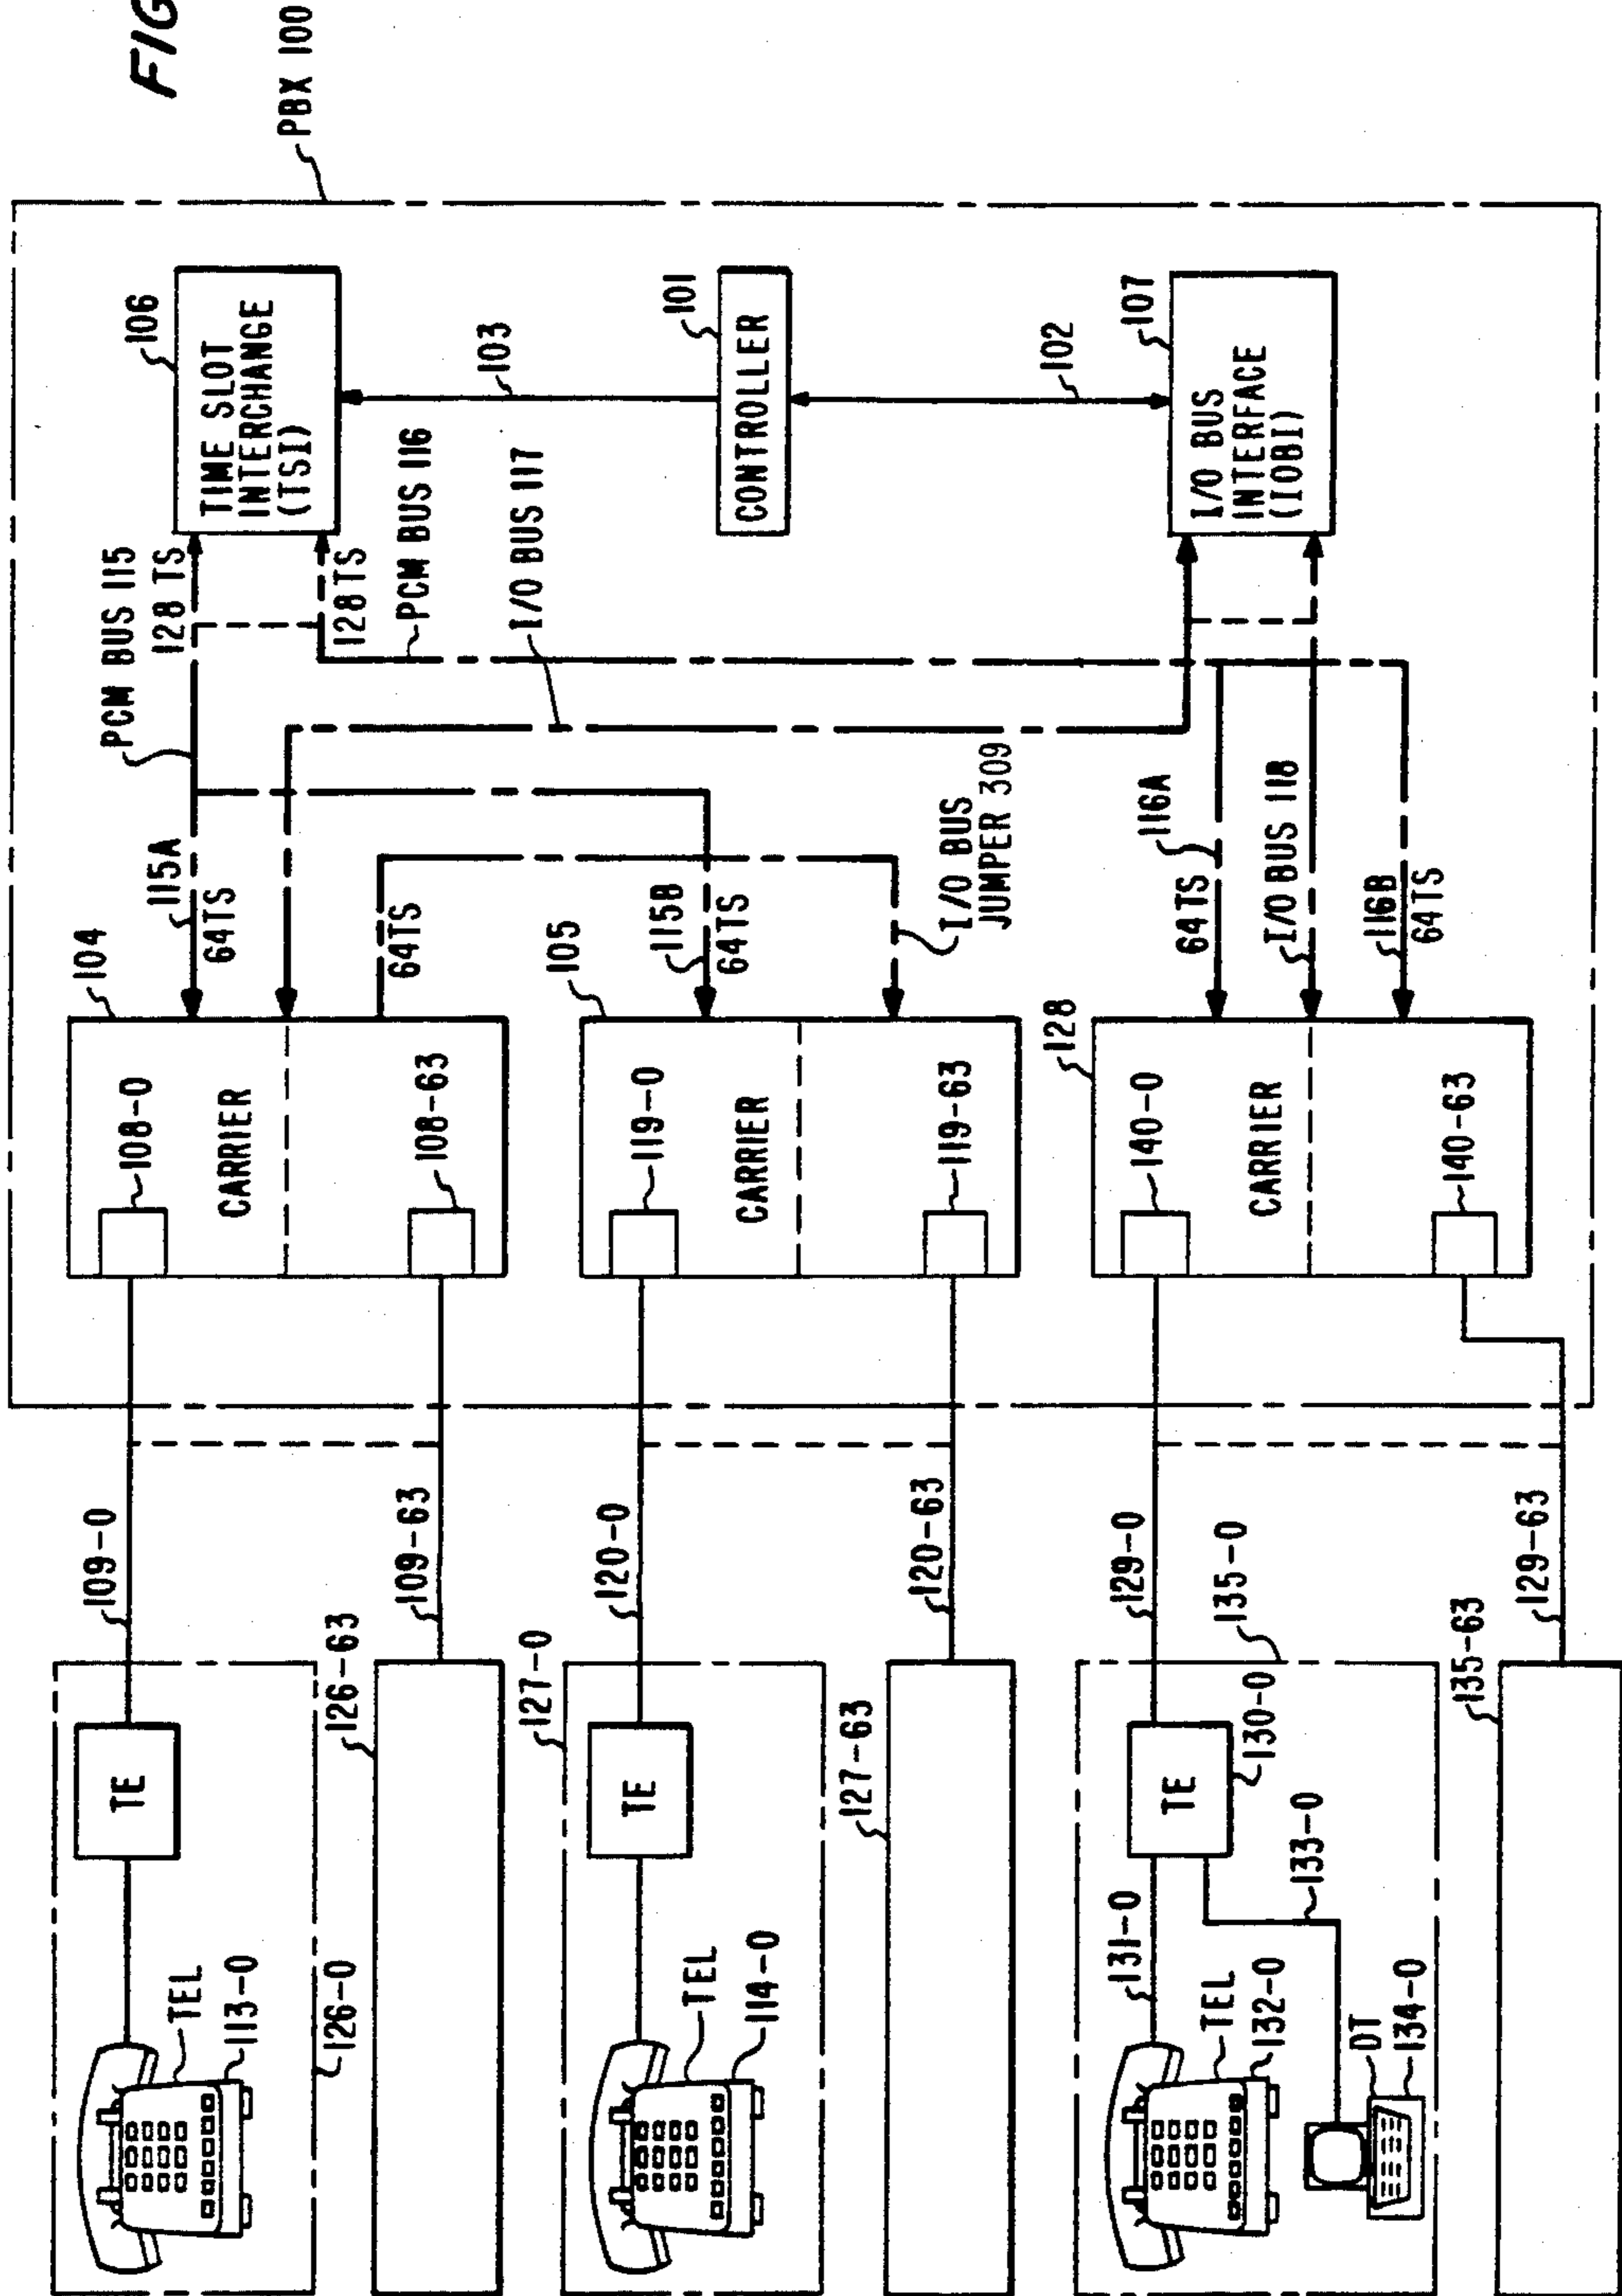 FIG
PBX 100
106
TIME SLOT
INTERCHANGE
(TSI)
103
101
CONTROLLER
102
107
I/O BUS
INTERFACE
(IOBI)
PCM BUS 115
128 TS
128 TS
PCM BUS 116
I/O BUS 117
115A
64TS
64TS
115B
64TS
I/O BUS
JUMPER 309
116A
64TS
I/O BUS 118
116B
64TS
104
108-0
CARRIER
108-63
105
119-0
CARRIER
119-63
128
140-0
CARRIER
140-63
109-0
109-63
120-0
120-63
129-0
129-63
TE
TEL
113-0
126-0
126-63
127-0
TE
TEL
114-0
127-63
135-0
TE
130-0
131-0
133-0
TEL
132-0
DT
134-0
135-63